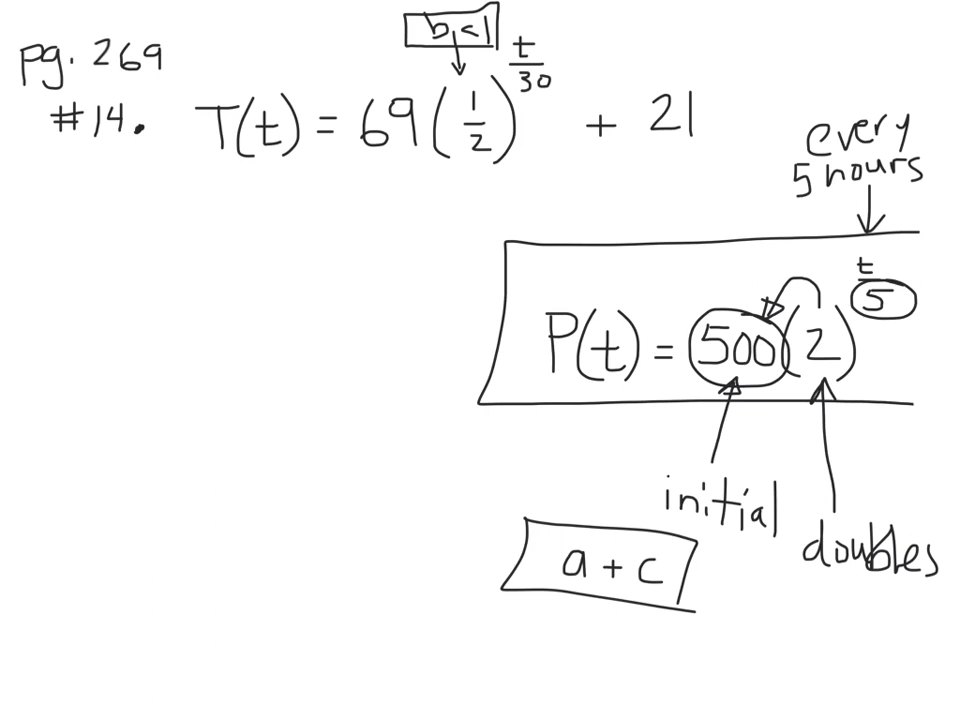 b<1
pg. 269
#14. T(t) = 69(1/2)^(t/30) + 21
every
5 hours
P(t) = 500(2)^(t/5)
initial
doubles
a + c